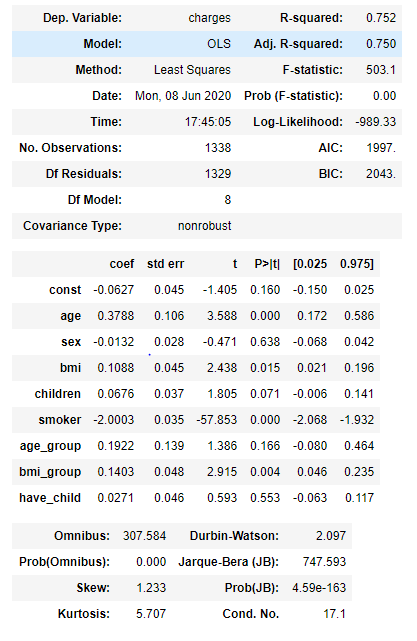 Dep. Variable: charges R-squared: 0.752
Model: OLS Adj. R-squared: 0.750
Method: Least Squares F-statistic: 503.1
Date: Mon, 08 Jun 2020 Prob (F-statistic): 0.00
Time: 17:45:05 Log-Likelihood: -989.33
No. Observations: 1338 AIC: 1997.
Df Residuals: 1329 BIC: 2043.
Df Model: 8
Covariance Type: nonrobust
coef std err t P>|t| [0.025 0.975]
const -0.0627 0.045 -1.405 0.160 -0.150 0.025
age 0.3788 0.106 3.588 0.000 0.172 0.586
sex -0.0132 0.028 -0.471 0.638 -0.068 0.042
bmi 0.1088 0.045 2.438 0.015 0.021 0.196
children 0.0676 0.037 1.805 0.071 -0.006 0.141
smoker -2.0003 0.035 -57.853 0.000 -2.068 -1.932
age_group 0.1922 0.139 1.386 0.166 -0.080 0.464
bmi_group 0.1403 0.048 2.915 0.004 0.046 0.235
have_child 0.0271 0.046 0.593 0.553 -0.063 0.117
Omnibus: 307.584 Durbin-Watson: 2.097
Prob(Omnibus): 0.000 Jarque-Bera (JB): 747.593
Skew: 1.233 Prob(JB): 4.59e-163
Kurtosis: 5.707 Cond. No. 17.1